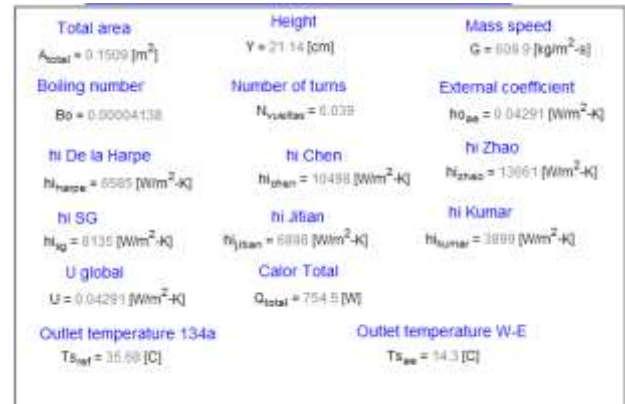 Total area Height Mass speed
A_total = 0.1509 [m²] Y = 21.14 [cm] G = 609.9 [kg/m²-s]
Boiling number Number of turns External coefficient
Bo = 0.00004138 N_vueltas = 6.039 ho_ae = 0.04291 [W/m²-K]
hi De la Harpe hi Chen hi Zhao
hi_harpe = 6585 [W/m²-K] hi_chen = 10498 [W/m²-K] hi_zhao = 13661 [W/m²-K]
hi SG hi Jitian hi Kumar
hi_sg = 8135 [W/m²-K] hi_jitian = 6898 [W/m²-K] hi_kumar = 3899 [W/m²-K]
U global Calor Total
U = 0.04291 [W/m²-K] Q_total = 754.5 [W]
Outlet temperature 134a Outlet temperature W-E
Ts_ref = 35.68 [C] Ts_ae = 14.3 [C]